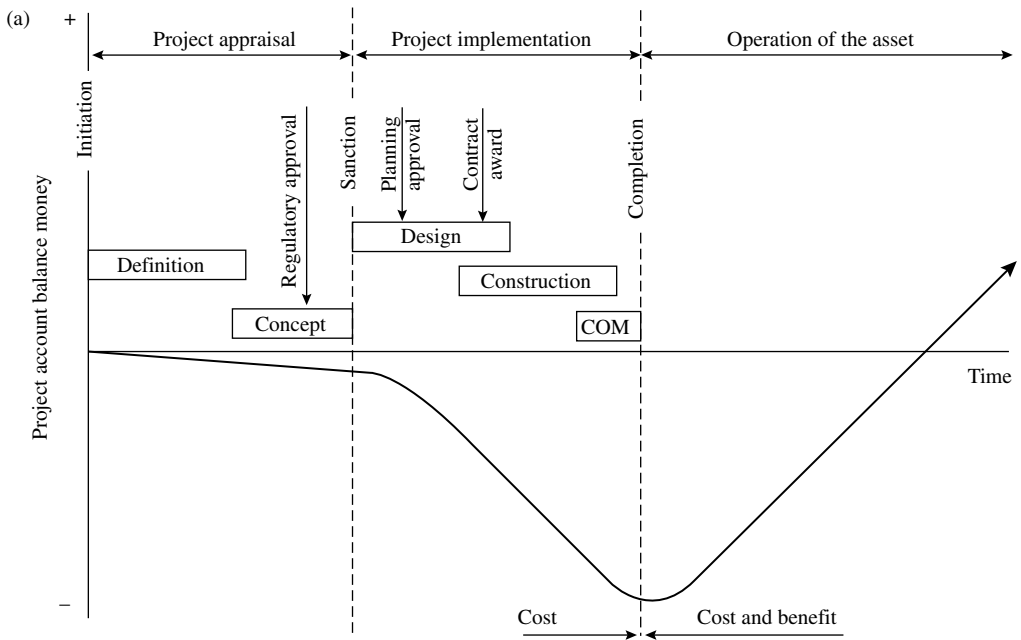 (a)
+
Project appraisal
Project implementation
Operation of the asset
Initiation
Regulatory approval
Sanction
Planning
approval
Contract
award
Completion
Project account balance money
Design
Definition
Construction
Concept
COM
Time
–
Cost
Cost and benefit